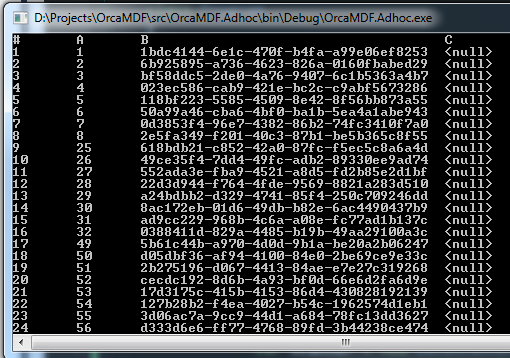 D:\Projects\OrcaMDF\src\OrcaMDF.Adhoc\bin\Debug\OrcaMDF.Adhoc.exe
# A B C
1 1 1bdc4144-6e1c-470f-b4fa-a99e06ef8253 <null>
2 2 6b925895-a736-4623-826a-0160fbabed29 <null>
3 3 bf58ddc5-2de0-4a76-9407-6c1b5363a4b7 <null>
4 4 023ec586-cab9-421e-bc2c-c9abf5673286 <null>
5 5 118bf223-5585-4509-8e42-8f56bb873a55 <null>
6 6 50a99a46-cba6-4bf0-ba1b-5ea4a1abe943 <null>
7 7 0d3853f4-96e7-4382-86b2-74fc3410f7a0 <null>
8 8 2e5fa349-f201-40c3-87b1-be5b365c8f55 <null>
9 25 618bdb21-c852-42a0-87fc-f5ec5c8a6a4d <null>
10 26 49ce35f4-7dd4-49fc-adb2-89330ee9ad74 <null>
11 27 552ada3e-fba9-4521-a8d5-fd2b85e2d1bf <null>
12 28 22d3d944-f764-4fde-9569-8821a283d510 <null>
13 29 a24bdbb2-d329-4741-85f4-250c709246dd <null>
14 30 8ac172eb-01d6-49db-b82e-6ac4490437b9 <null>
15 31 ad9cc229-968b-4c6a-a08e-fc77ad1b137c <null>
16 32 0388411d-829a-4485-b19b-49aa29100a3c <null>
17 49 5b61c44b-a970-4d0d-9b1a-be20a2b06247 <null>
18 50 d05dbf36-af94-4100-84e0-2be69ce9e33c <null>
19 51 2b275196-d067-4413-84ae-e7e27c319268 <null>
20 52 cecdc192-8d6b-4a93-bf0d-66e6d2fa6d9e <null>
21 53 17d3175c-415b-4153-86d4-430828192139 <null>
22 54 127b28b2-f4ea-4027-b54c-1962574d1eb1 <null>
23 55 3d06ac7a-9cc9-44d1-a684-78fc13dd3627 <null>
24 56 d333d6e6-ff77-4768-89fd-3b44238ce474 <null>